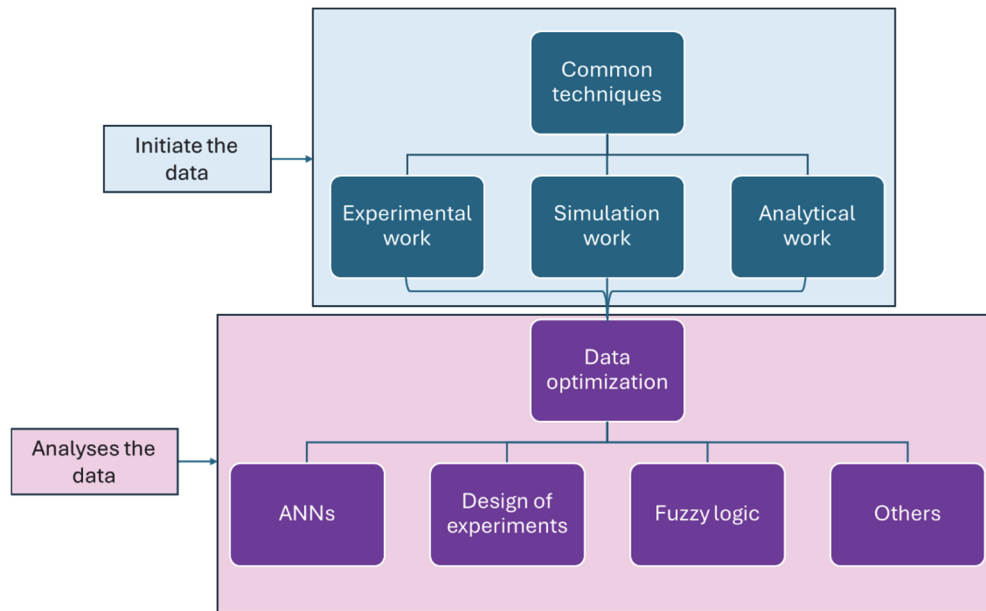 Common
techniques
Initiate the
data
Experimental
work
Simulation
work
Analytical
work
Data
optimization
Analyses the
data
ANNs
Design of
experiments
Fuzzy logic
Others